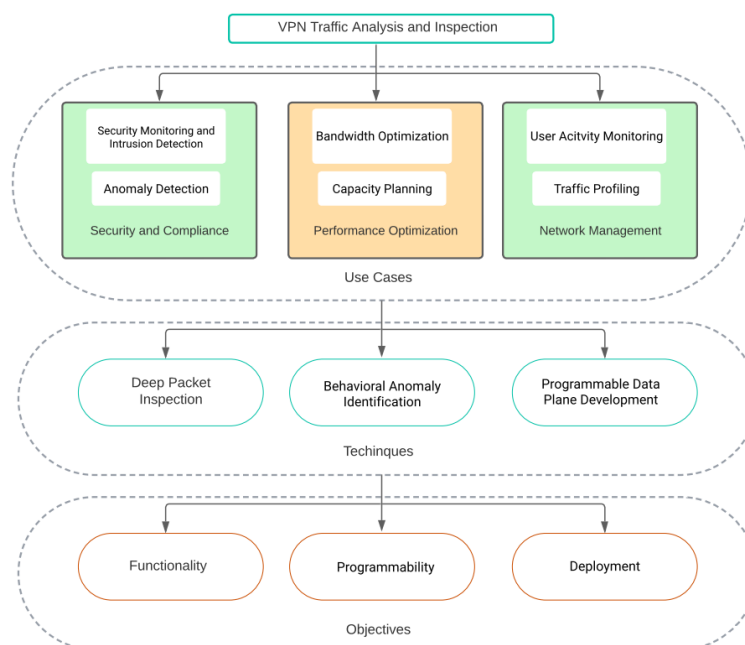 VPN Traffic Analysis and Inspection
Security Monitoring and
Intrusion Detection
Anomaly Detection
Security and Compliance
Bandwidth Optimization
Capacity Planning
Performance Optimization
User Acitvity Monitoring
Traffic Profiling
Network Management
Use Cases
Deep Packet
Inspection
Behavioral Anomaly
Identification
Programmable Data
Plane Development
Techinques
Functionality
Programmability
Deployment
Objectives